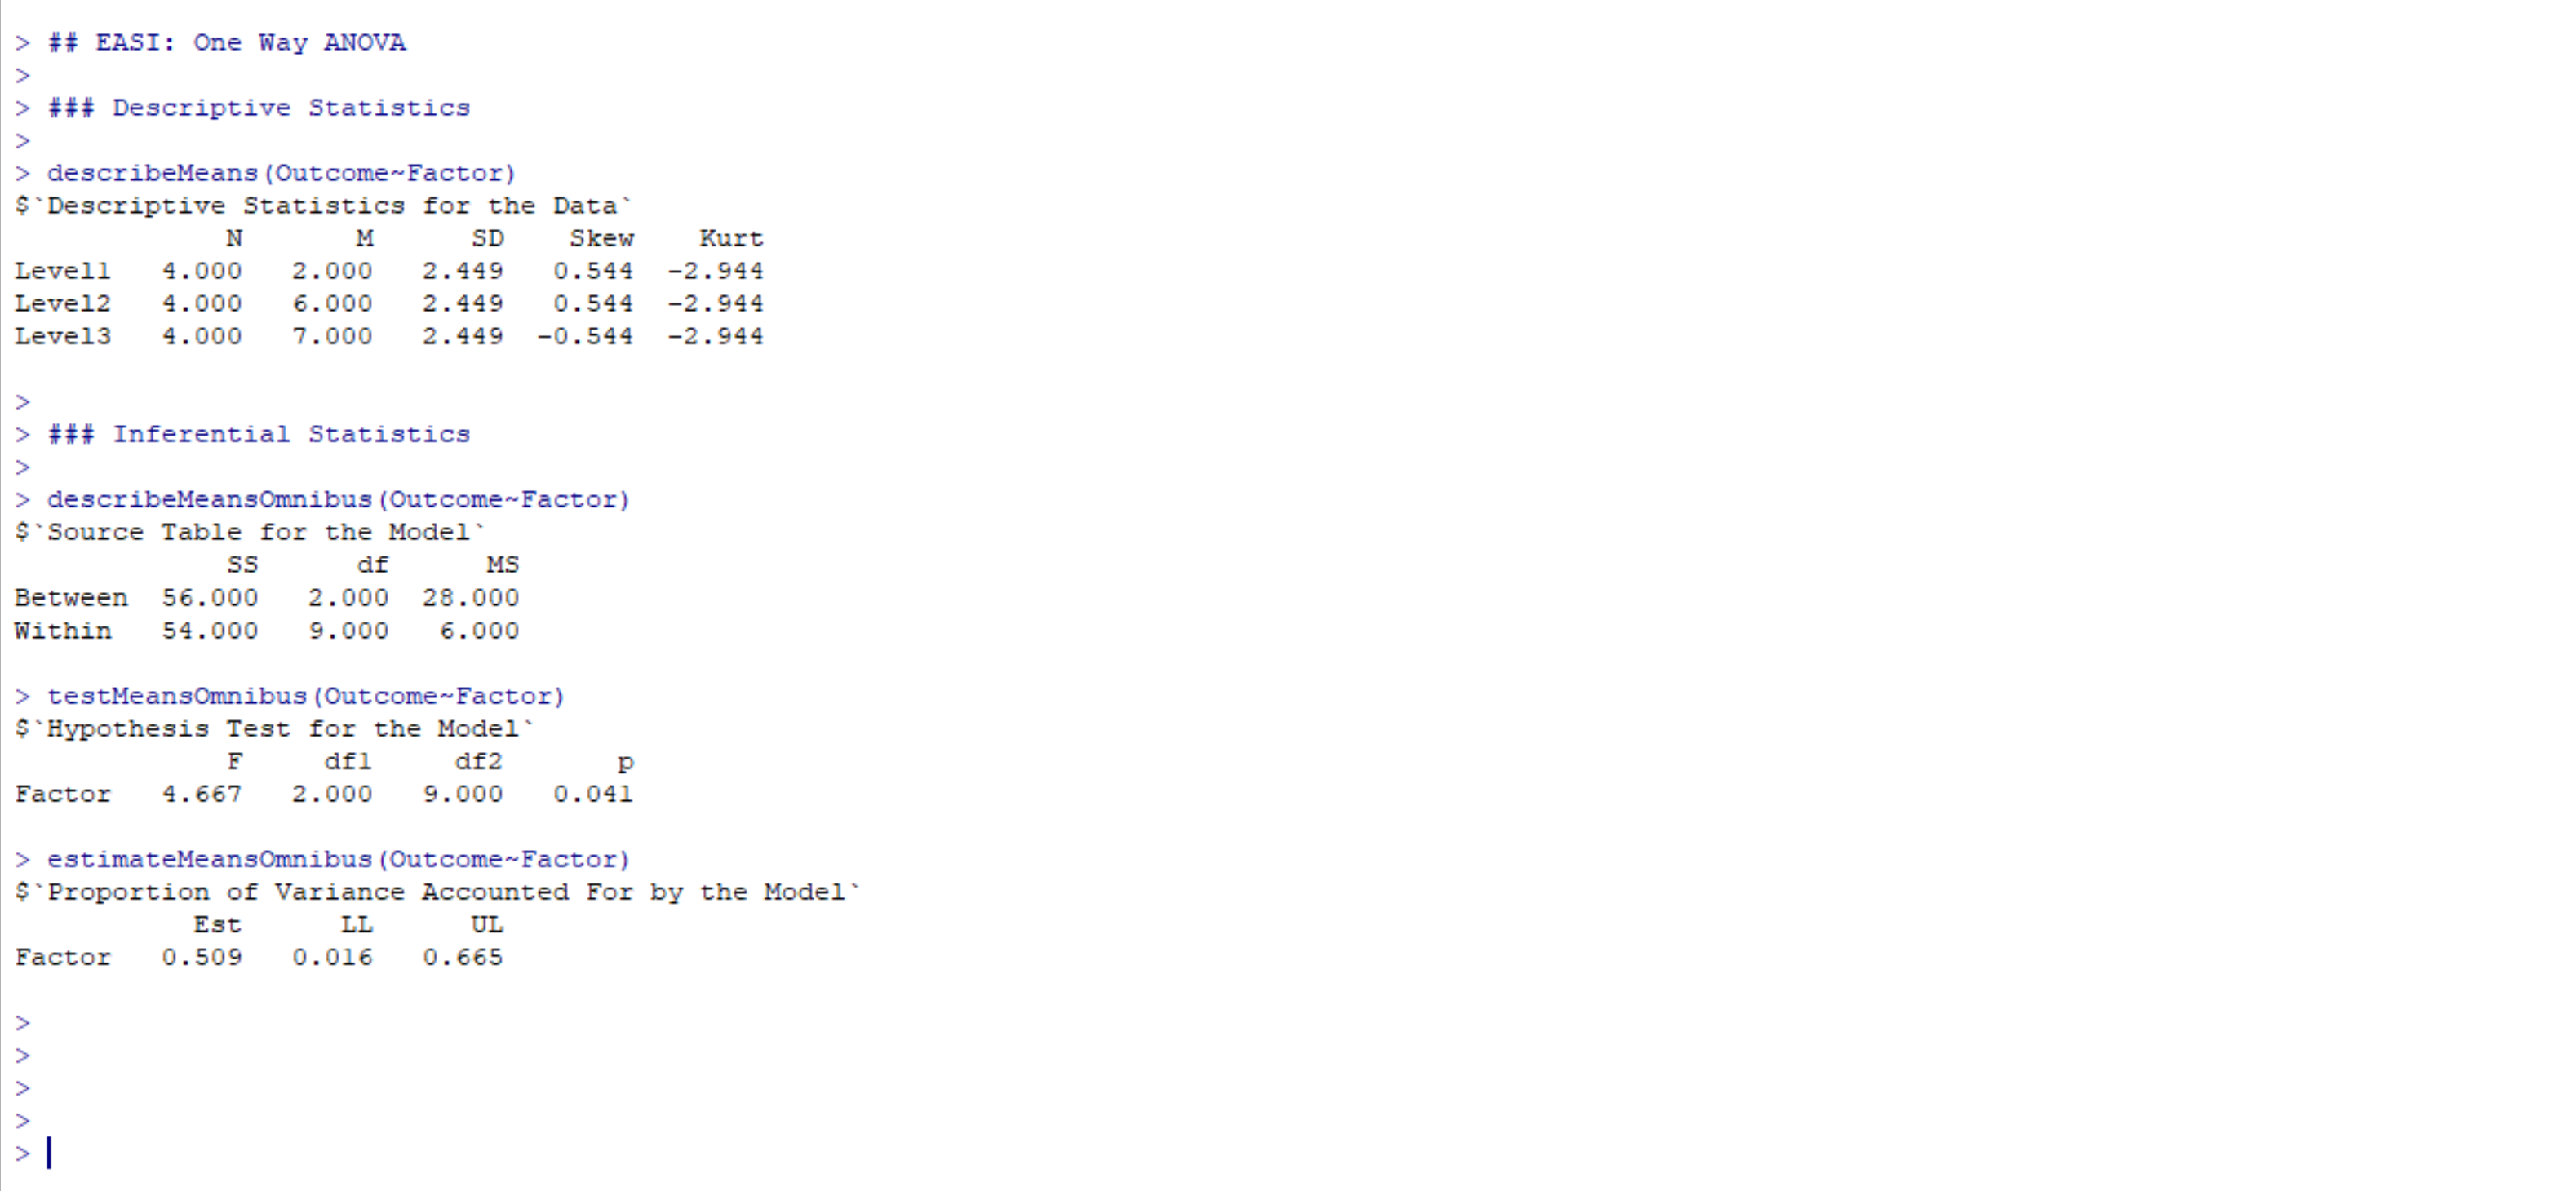 > ## EASI: One Way ANOVA
>
> ### Descriptive Statistics
>
> describeMeans(Outcome~Factor)
$`Descriptive Statistics for the Data`
             N       M      SD    Skew    Kurt
Level1   4.000   2.000   2.449   0.544  -2.944
Level2   4.000   6.000   2.449   0.544  -2.944
Level3   4.000   7.000   2.449  -0.544  -2.944

>
> ### Inferential Statistics
>
> describeMeansOmnibus(Outcome~Factor)
$`Source Table for the Model`
             SS      df      MS
Between  56.000   2.000  28.000
Within   54.000   9.000   6.000

> testMeansOmnibus(Outcome~Factor)
$`Hypothesis Test for the Model`
             F     df1     df2       p
Factor   4.667   2.000   9.000   0.041

> estimateMeansOmnibus(Outcome~Factor)
$`Proportion of Variance Accounted For by the Model`
           Est      LL      UL
Factor   0.509   0.016   0.665

>
>
>
>
>